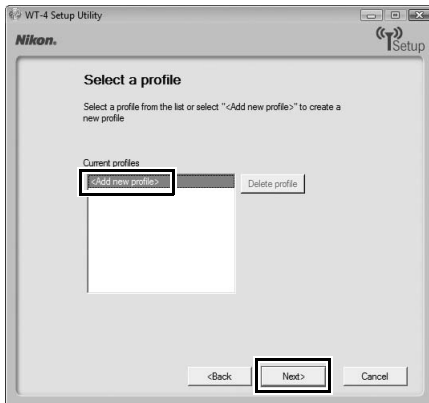 WT-4 Setup Utility
Nikon.
Setup
Select a profile
Select a profile from the list or select "<Add new profile>" to create a
new profile
Current profiles
<Add new profile>
Delete profile
<Back
Next>
Cancel